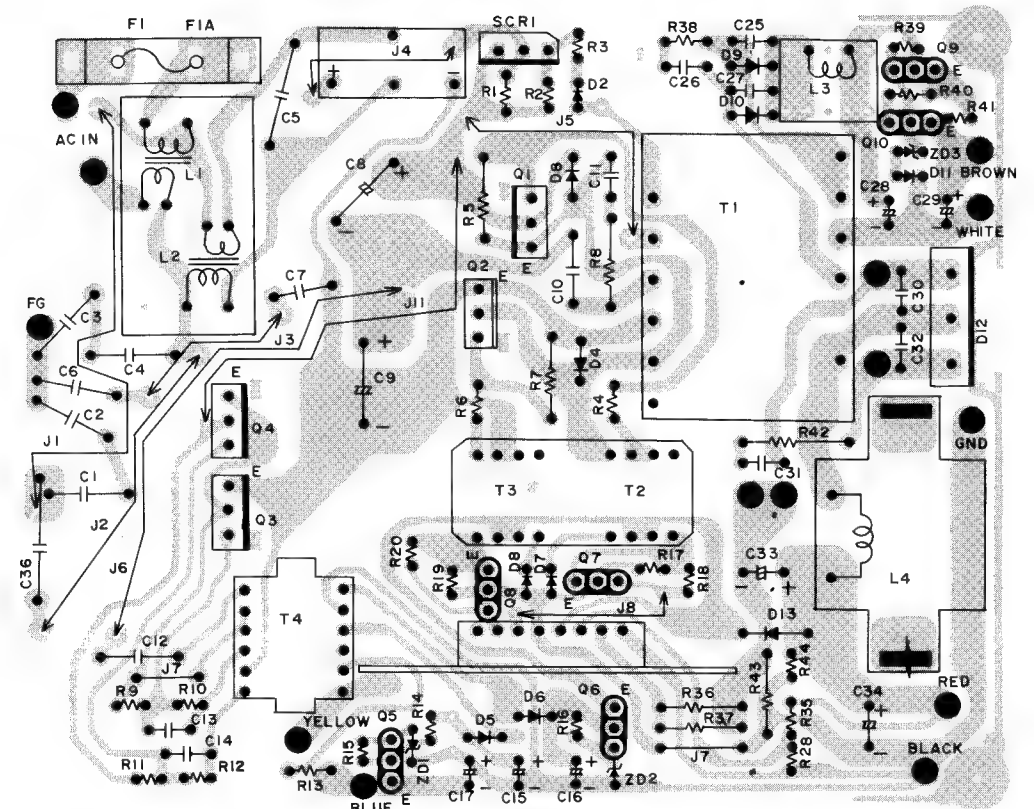 F1
F1A
SCR1
R38
C25
R39
J4
R3
D9
Q9
+
−
C26
C27
E
R1
R2
D2
D10
L3
R40
R41
C5
J5
AC IN
Q10
E
ZD3
L1
C8
+
Q1
D8
C11
D11
BROWN
T1
C28
C29
+
+
R5
−
−
−
WHITE
L2
Q2
E
E
R8
C10
FG
C7
J11
C30
C3
J3
D12
C4
+
C32
C6
E
C9
R7
D4
C2
R6
R4
Q4
−
J1
R42
GND
E
C31
C1
T3
T2
J2
Q3
C33
R20
E
D8
D7
Q7
R17
C36
J6
R19
R18
−
+
L4
Q8
E
J8
T4
D13
C12
J7
R43
R44
R9
R10
R14
D6
Q6
E
R36
RED
C13
YELLOW
Q5
D5
R16
R35
C34
+
R37
C14
R15
ZD1
J7
R28
−
BLACK
+
+
+
R11
R12
R13
ZD2
E
−
−
−
BLUE
C17
C15
C16